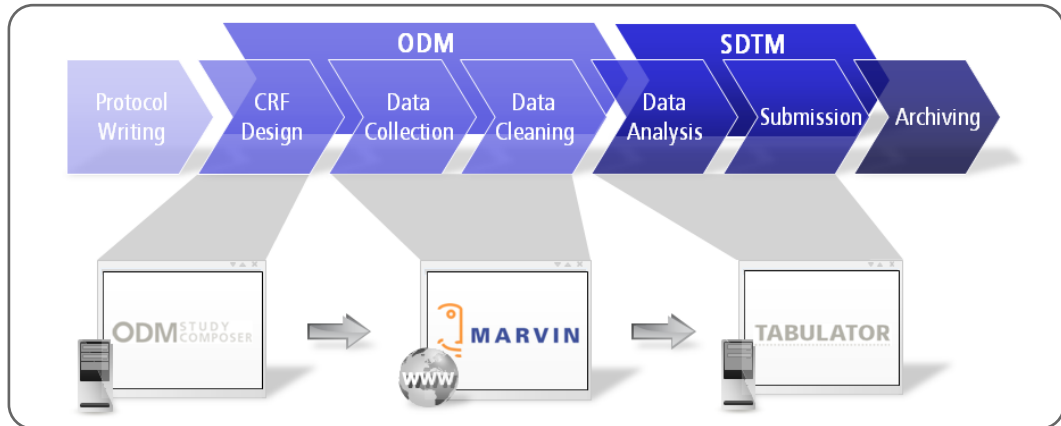 ODM
SDTM
Protocol
Writing
CRF
Design
Data
Collection
Data
Cleaning
Data
Analysis
Submission
Archiving
ODM STUDY
COMPOSER
MARVIN
WWW
TABULATOR